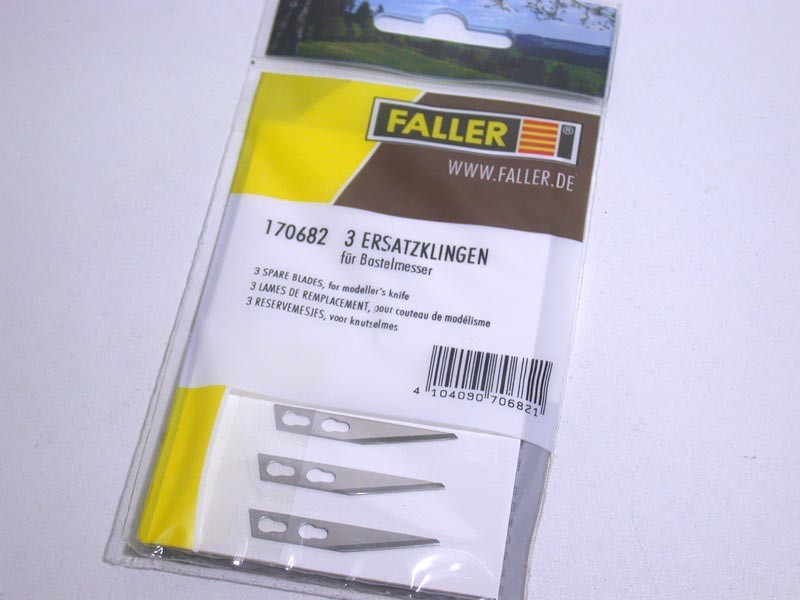 FALLER ®
WWW.FALLER.DE
170682 3 ERSATZKLINGEN
für Bastelmesser
3 SPARE BLADES, for modeller's knife
3 LAMES DE REMPLACEMENT, pour couteau de modélisme
3 RESERVEMESJES, voor knutselmes
4 104090 706821